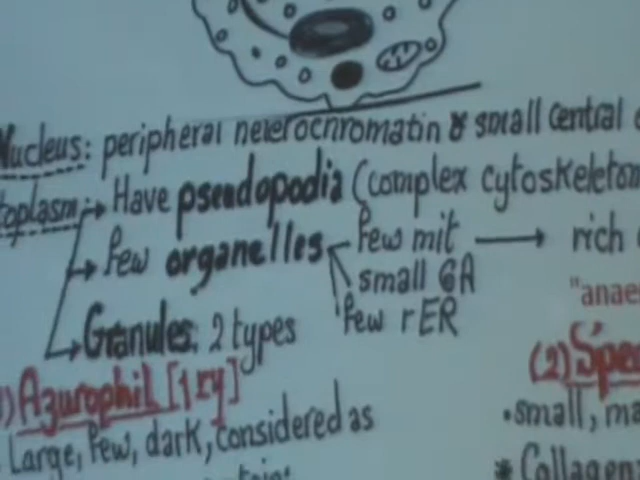 Nucleus: peripheral heterochromatin & small central
toplasm: → Have pseudopodia (complex cytoskeleton
→ Few organelles Few mit → rich
small GA
"anae
Few rER
Granules: 2 types
1) Azurophil [1ry]
(2) Spec
Large, few, dark, considered as
• small, ma
* Collagen